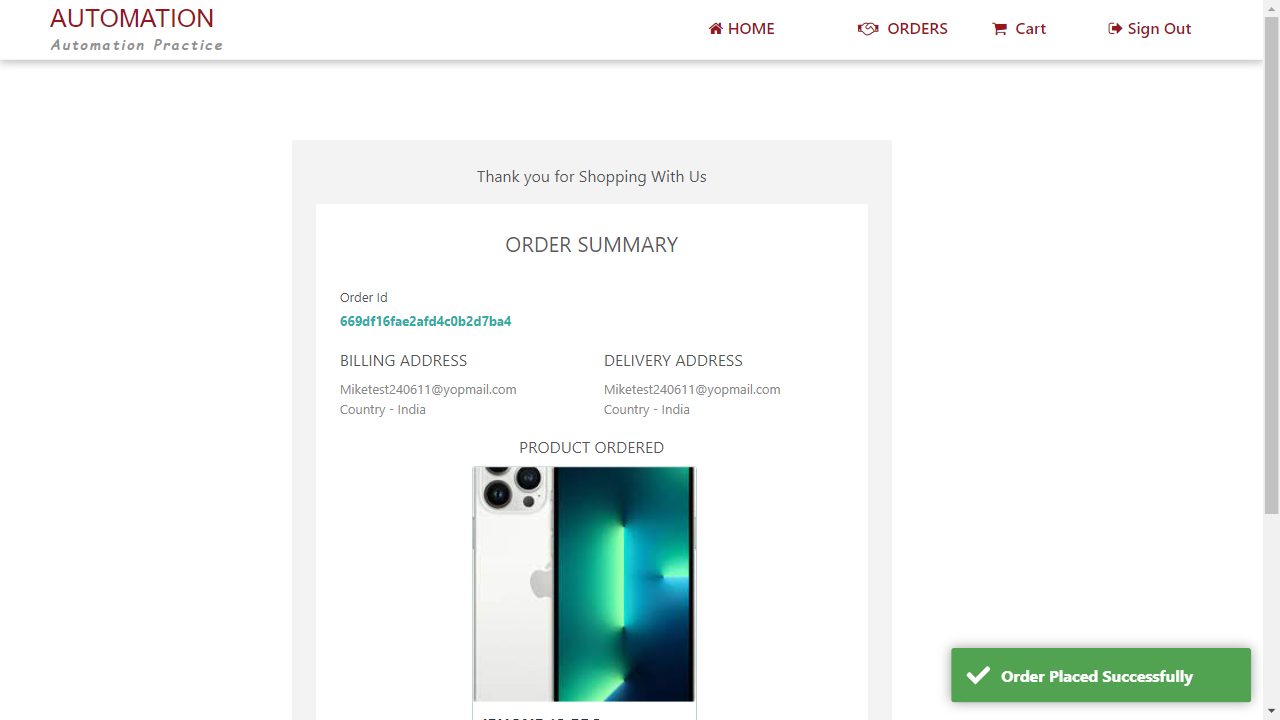 AUTOMATION
Automation Practice
HOME
ORDERS
Cart
Sign Out
Thank you for Shopping With Us
ORDER SUMMARY
Order Id
669df16fae2afd4c0b2d7ba4
BILLING ADDRESS
DELIVERY ADDRESS
Miketest240611@yopmail.com
Miketest240611@yopmail.com
Country - India
Country - India
PRODUCT ORDERED
Order Placed Successfully